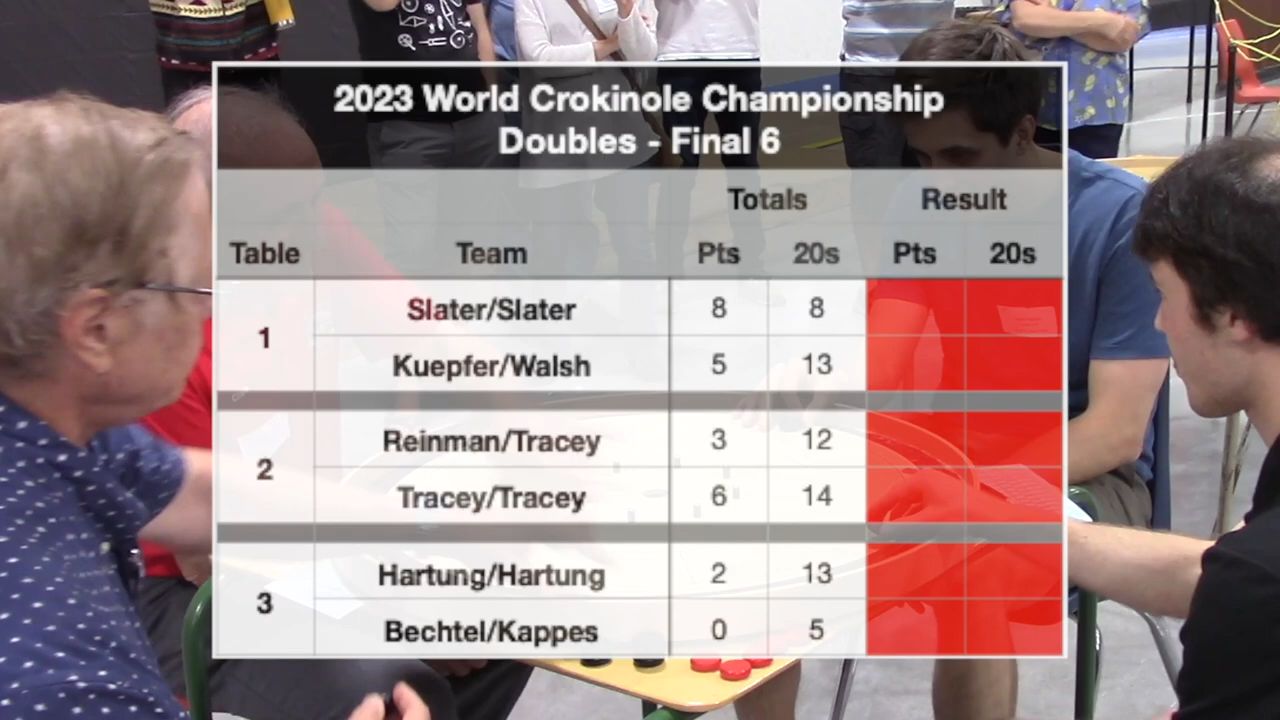 2023 World Crokinole Championship
Doubles - Final 6
Totals Result
Table Team Pts 20s Pts 20s
1
Slater/Slater 8 8
Kuepfer/Walsh 5 13
2
Reinman/Tracey 3 12
Tracey/Tracey 6 14
3
Hartung/Hartung 2 13
Bechtel/Kappes 0 5